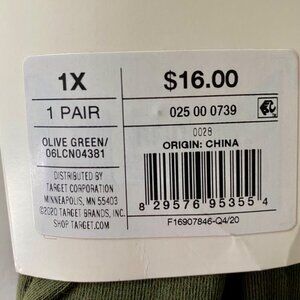 1X
$16.00
1 PAIR
025 00 0739
OLIVE GREEN/
06LCN04381
0028
ORIGIN: CHINA
DISTRIBUTED BY
TARGET CORPORATION
MINNEAPOLIS, MN 55403
©2020 TARGET BRANDS, INC.
SHOP TARGET.COM
8 29576 95355 4
F16907846-Q4/20